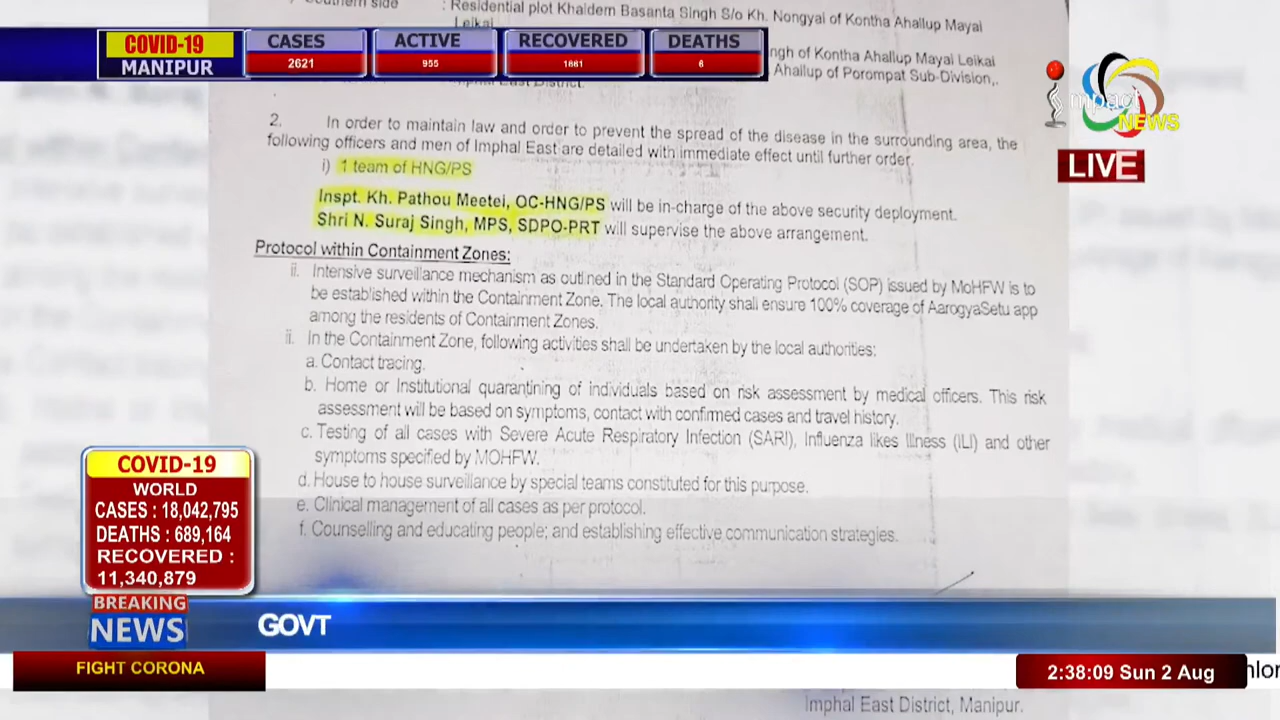 Southern side : Residential plot Khaidem Basanta Singh S/o Kh. Nongyai of Kontha Ahallup Mayai
Leikai
COVID-19
MANIPUR
CASES
2621
ACTIVE
955
RECOVERED
1661
DEATHS
6
ngh of Kontha Ahallup Mayai Leikai
Ahallup of Porompat Sub-Division,.
Imphal East District.
impact
NEWS
LIVE
2. In order to maintain law and order to prevent the spread of the disease in the surrounding area, the
following officers and men of Imphal East are detailed with immediate effect until further order.
i) 1 team of HNG/PS
Inspt. Kh. Pathou Meetei, OC-HNG/PS will be in-charge of the above security deployment.
Shri N. Suraj Singh, MPS, SDPO-PRT will supervise the above arrangement.
Protocol within Containment Zones:
ii. Intensive surveillance mechanism as outlined in the Standard Operating Protocol (SOP) issued by MoHFW is to
be established within the Containment Zone. The local authority shall ensure 100% coverage of AarogyaSetu app
among the residents of Containment Zones.
ii. In the Containment Zone, following activities shall be undertaken by the local authorities:
a. Contact tracing.
b. Home or Institutional quarantining of individuals based on risk assessment by medical officers. This risk
assessment will be based on symptoms, contact with confirmed cases and travel history.
c. Testing of all cases with Severe Acute Respiratory Infection (SARI), Influenza likes Illness (ILI) and other
symptoms specified by MOHFW.
d. House to house surveillance by special teams constituted for this purpose.
e. Clinical management of all cases as per protocol.
f. Counselling and educating people; and establishing effective communication strategies.
COVID-19
WORLD
CASES : 18,042,795
DEATHS : 689,164
RECOVERED :
11,340,879
BREAKING
NEWS
GOVT
FIGHT CORONA
2:38:09 Sun 2 Aug
Imphal East District, Manipur.